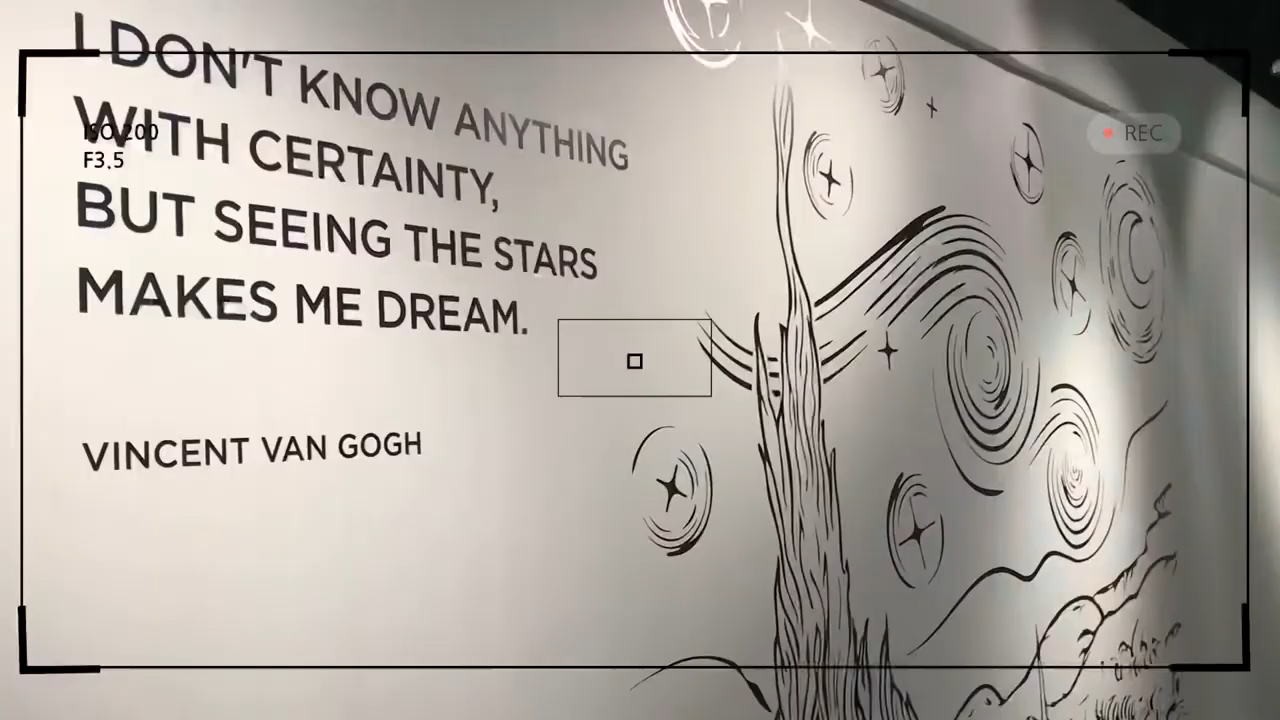 I DON'T KNOW ANYTHING
WITH CERTAINTY,
BUT SEEING THE STARS
MAKES ME DREAM.
VINCENT VAN GOGH
ISO 200
F3.5
REC